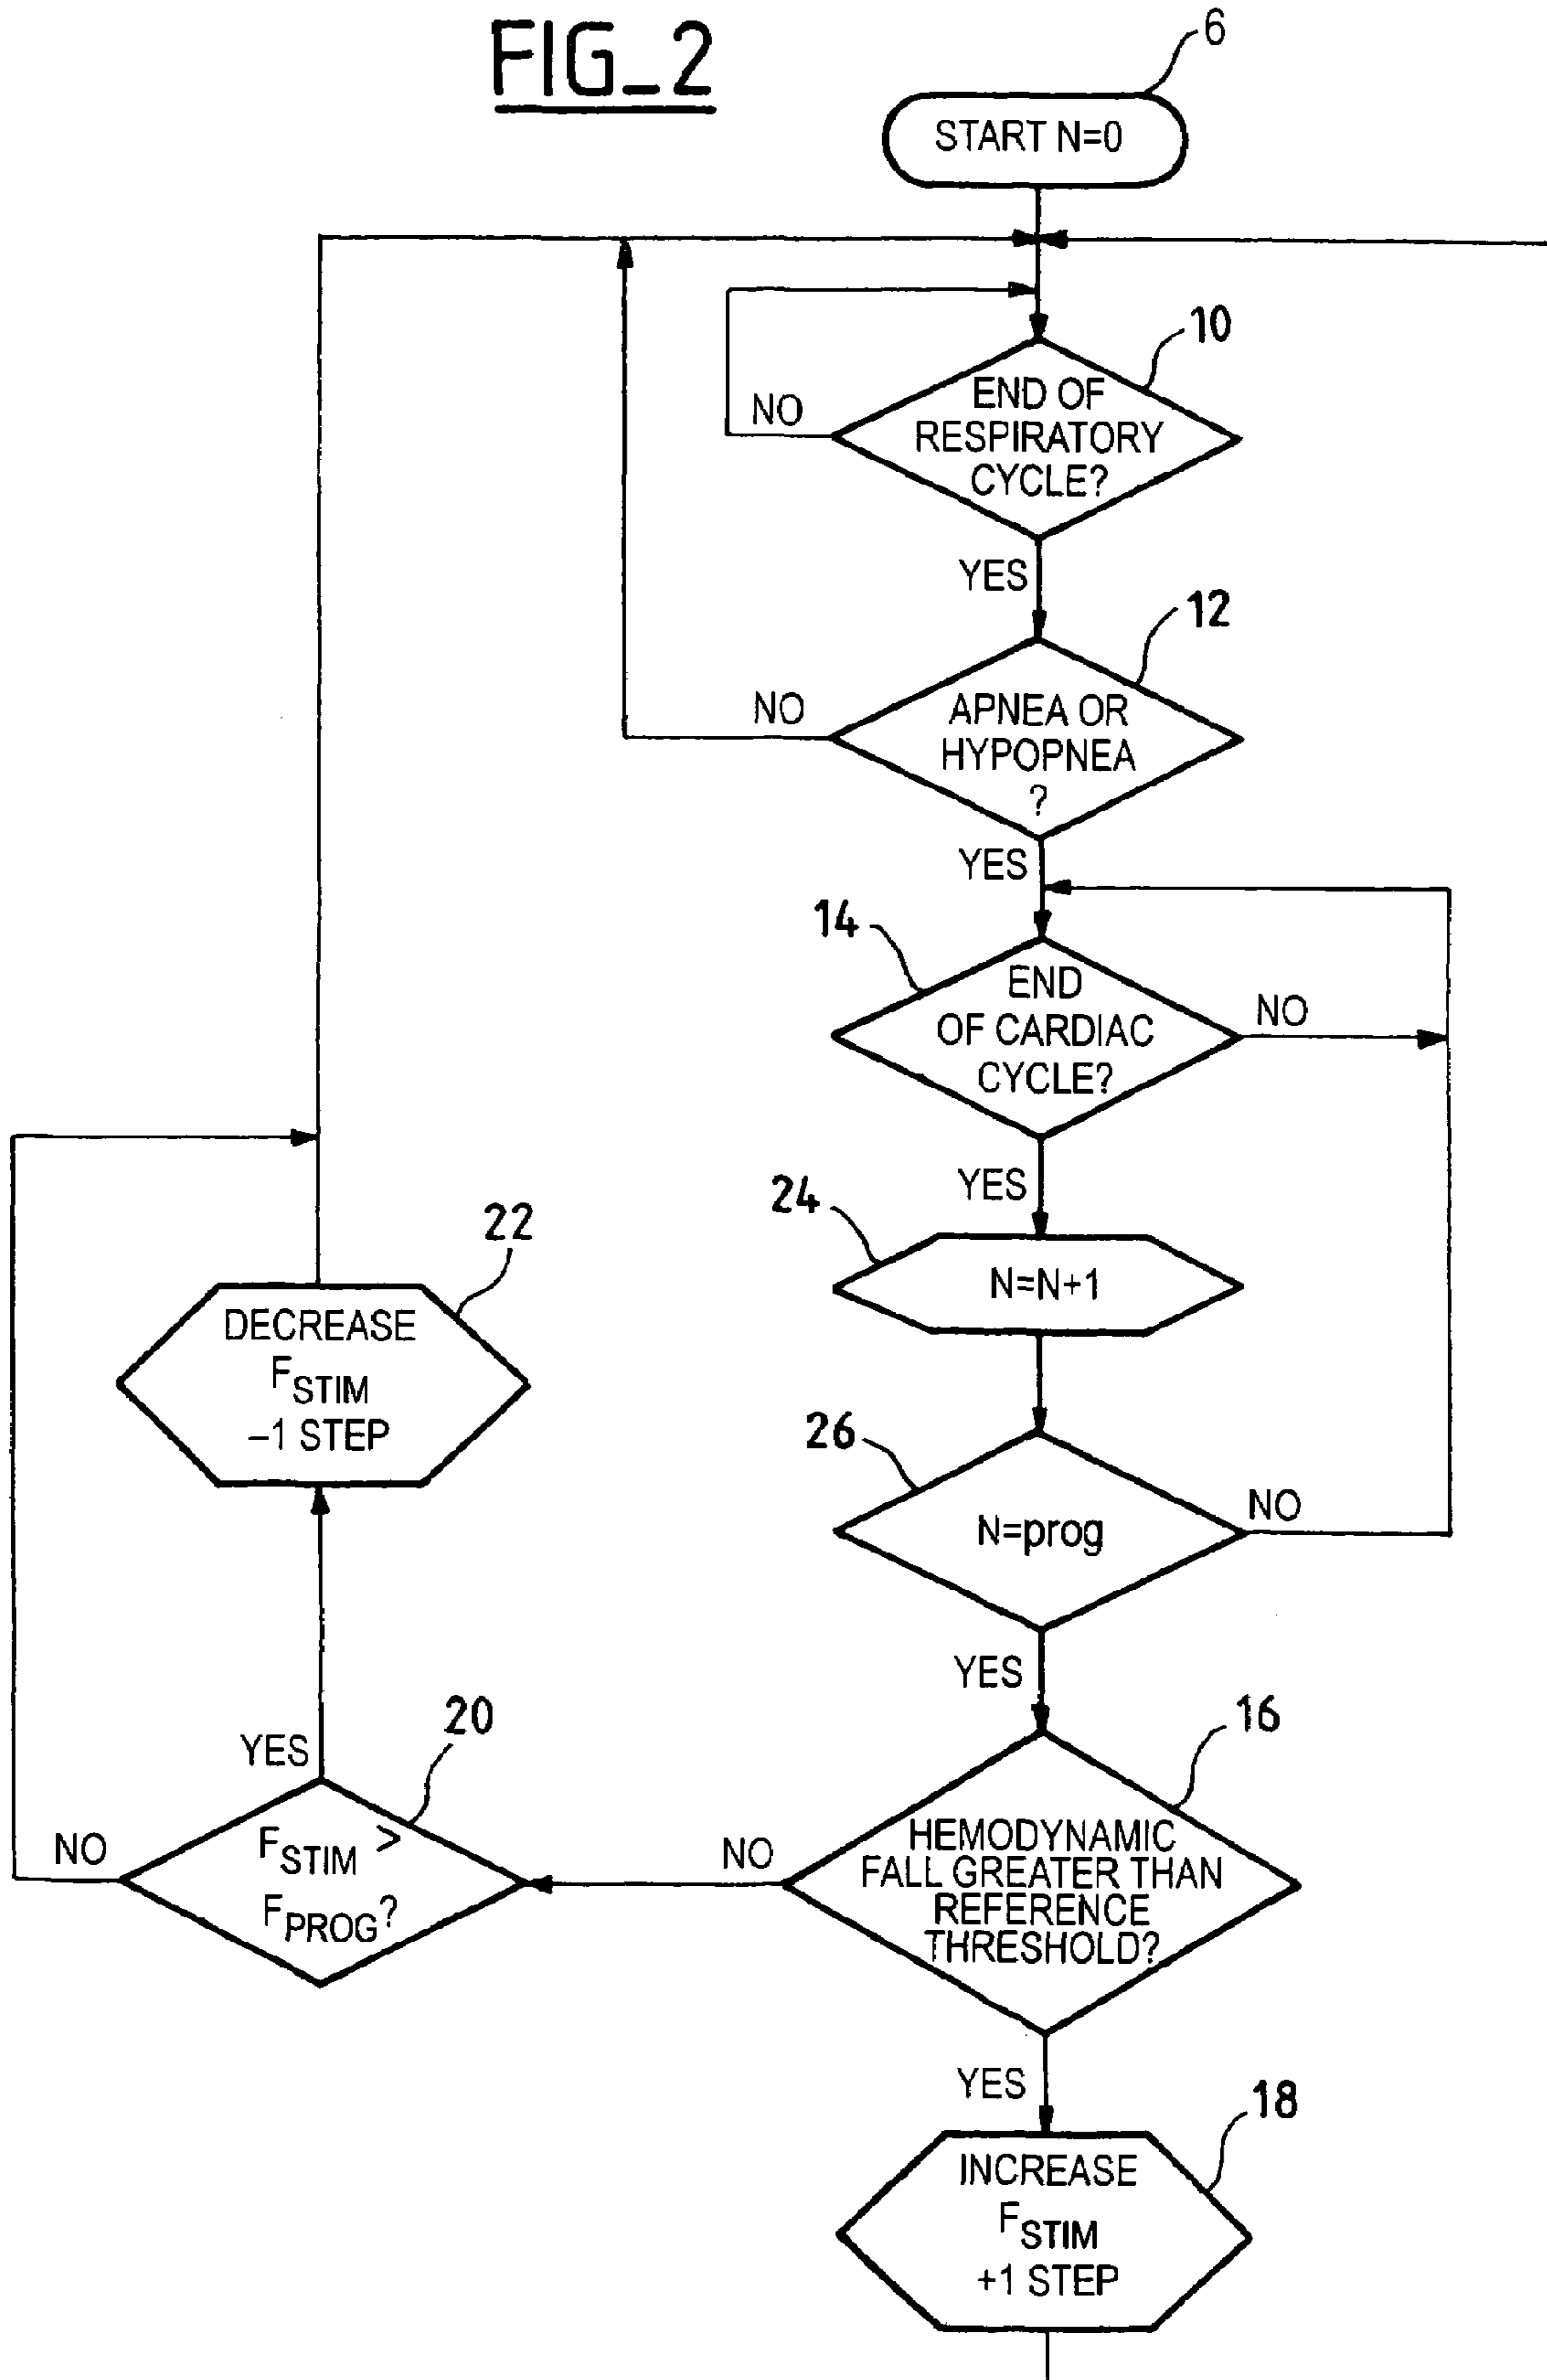 FIG_2
6
START N=0
10
END OF
RESPIRATORY
CYCLE?
NO
YES
12
APNEA OR
HYPOPNEA
?
NO
YES
14
END
OF CARDIAC
CYCLE?
NO
YES
24
N=N+1
26
N=prog
NO
YES
16
HEMODYNAMIC
FALL GREATER THAN
REFERENCE
THRESHOLD?
NO
YES
20
FSTIM >
FPROG?
NO
YES
22
DECREASE
FSTIM
–1 STEP
18
INCREASE
FSTIM
+1 STEP